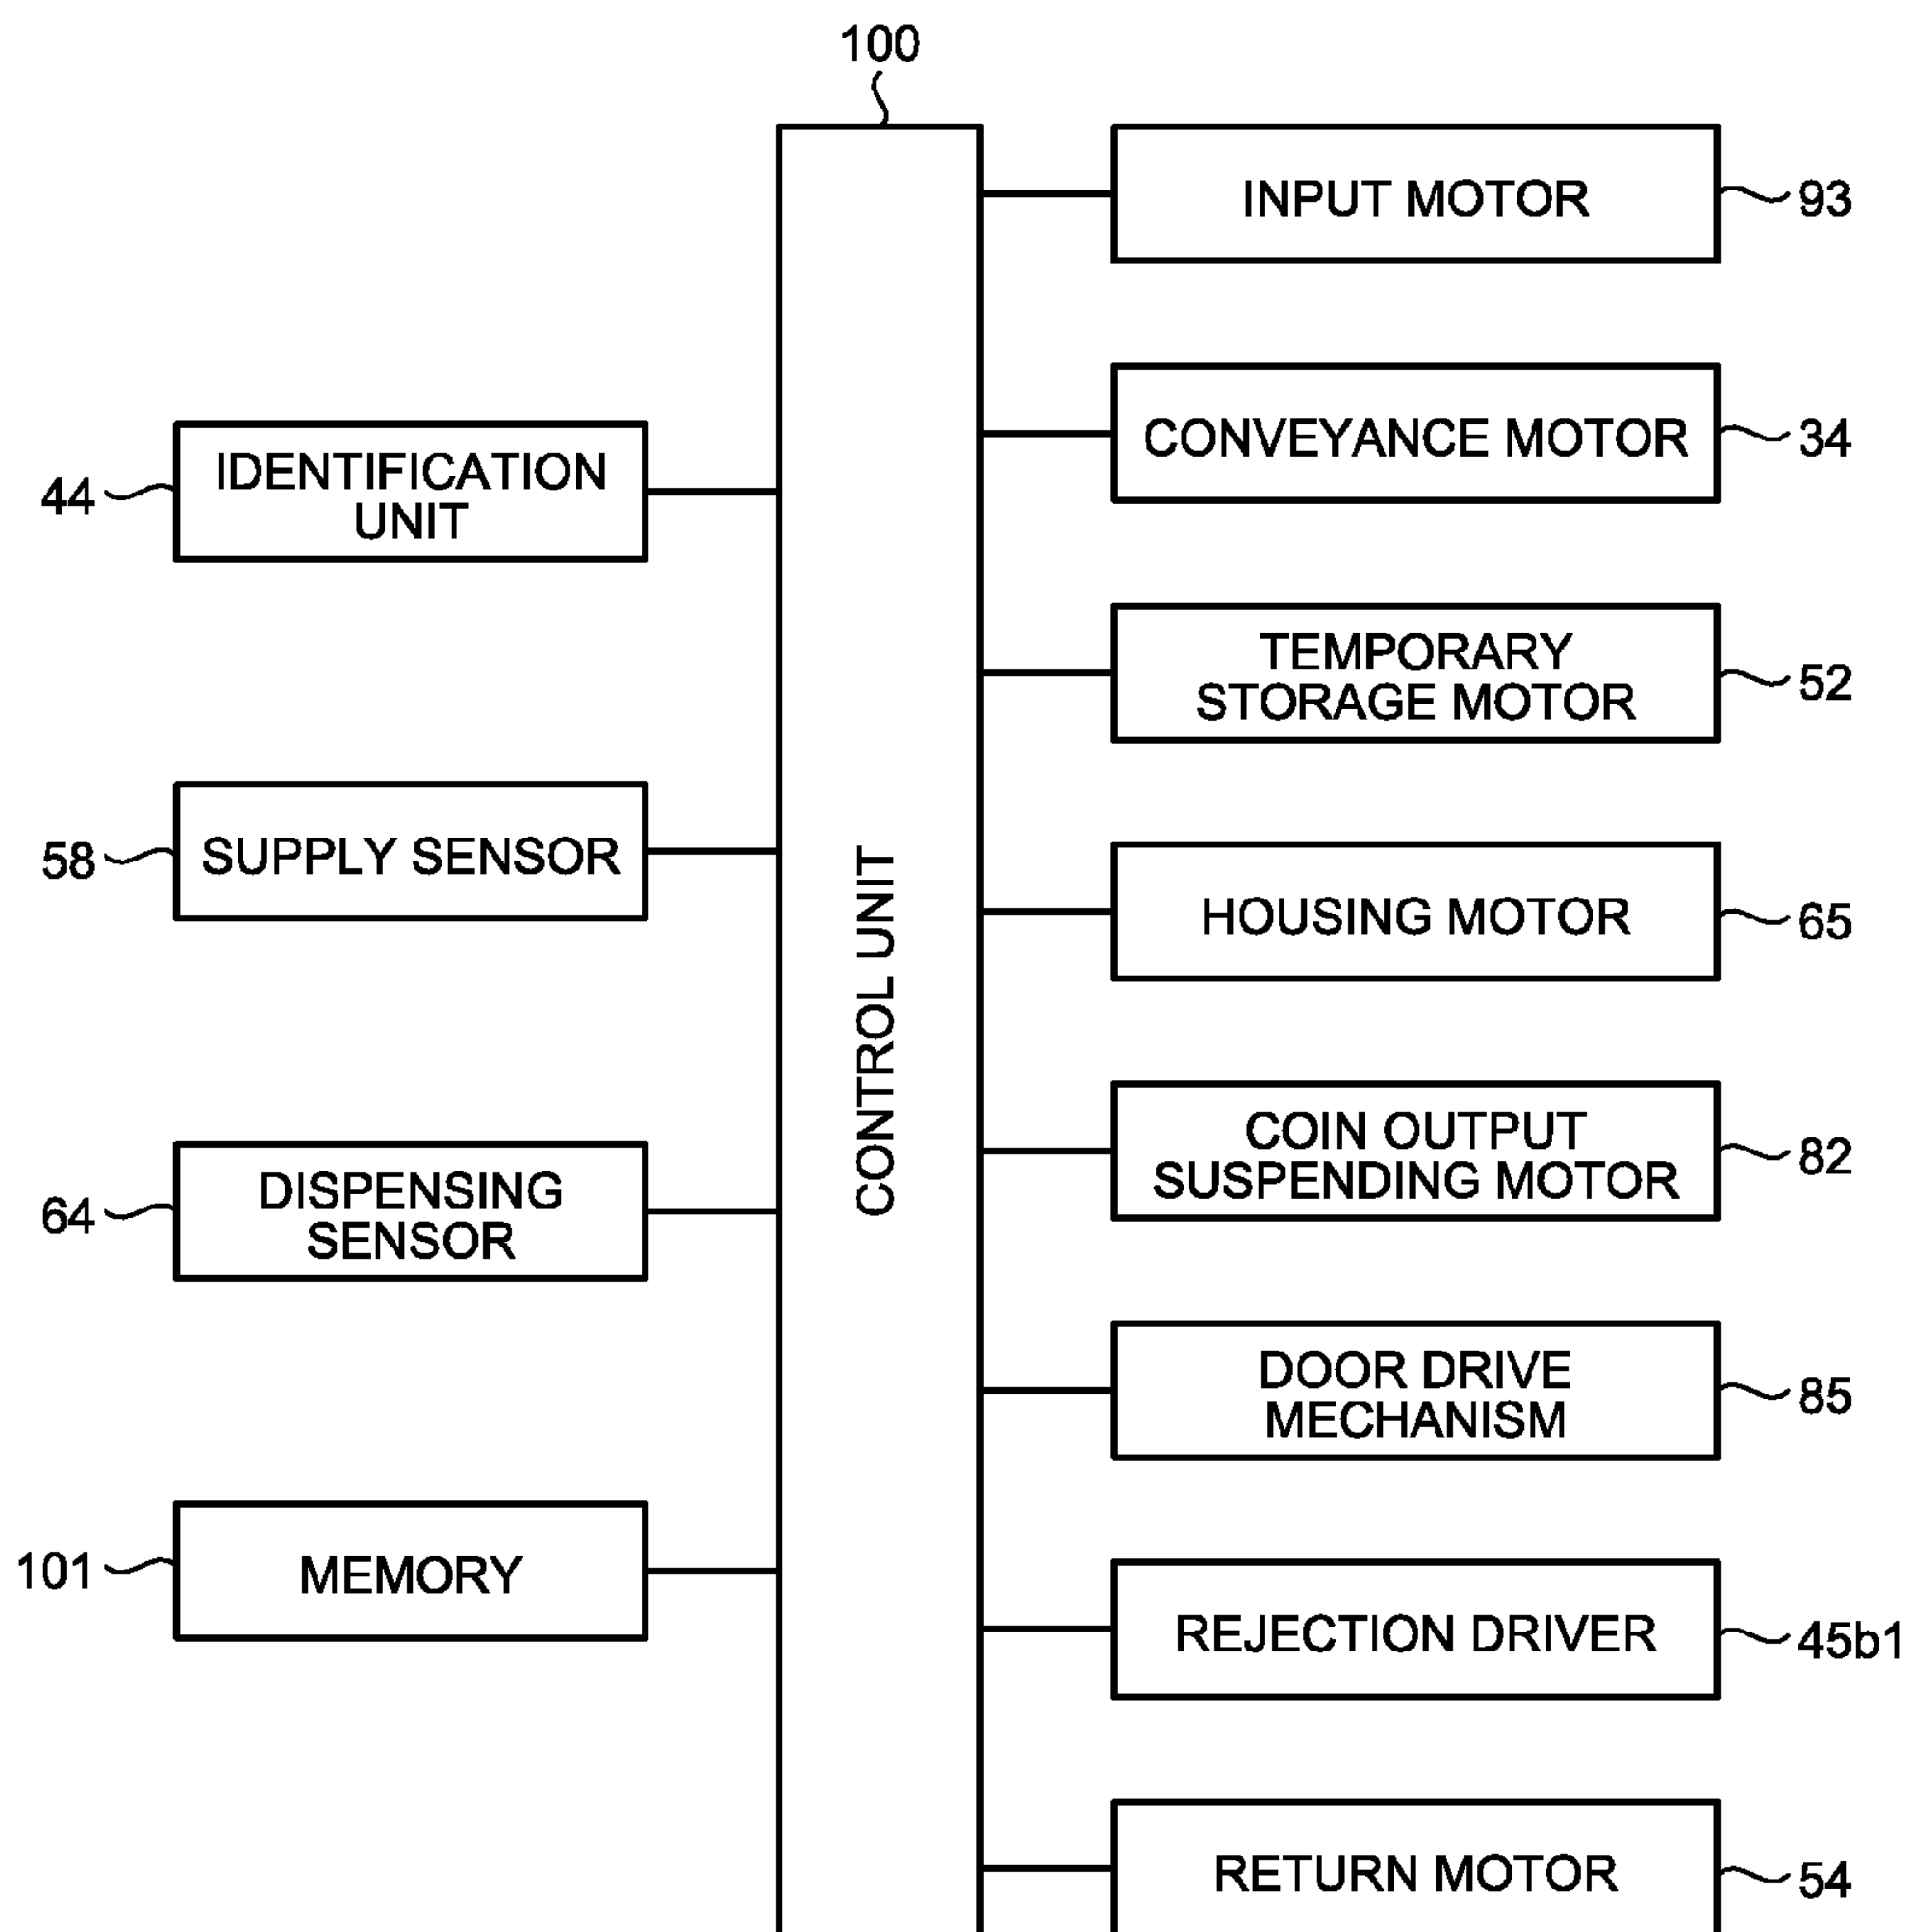 100
INPUT MOTOR
93
CONVEYANCE MOTOR
34
IDENTIFICATION
UNIT
44
TEMPORARY
STORAGE MOTOR
52
SUPPLY SENSOR
58
CONTROL UNIT
HOUSING MOTOR
65
COIN OUTPUT
SUSPENDING MOTOR
82
DISPENSING
SENSOR
64
DOOR DRIVE
MECHANISM
85
MEMORY
101
REJECTION DRIVER
45b1
RETURN MOTOR
54